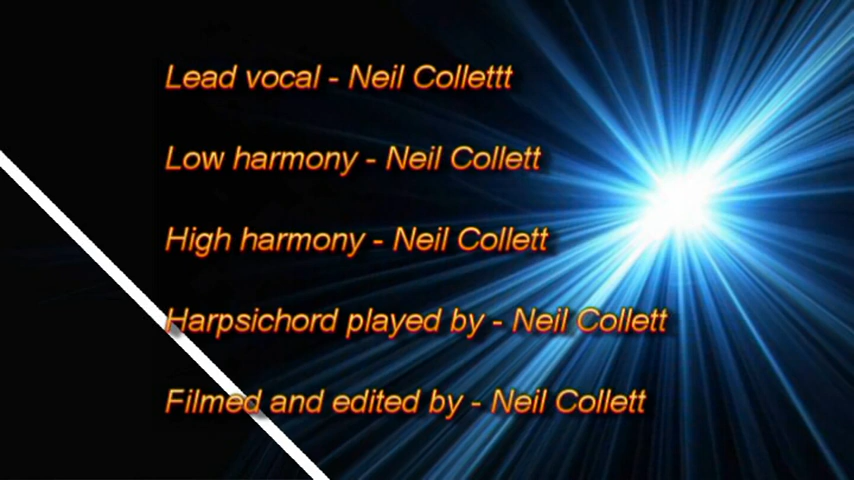 Lead vocal - Neil Collettt
Low harmony - Neil Collett
High harmony - Neil Collett
Harpsichord played by - Neil Collett
Filmed and edited by - Neil Collett